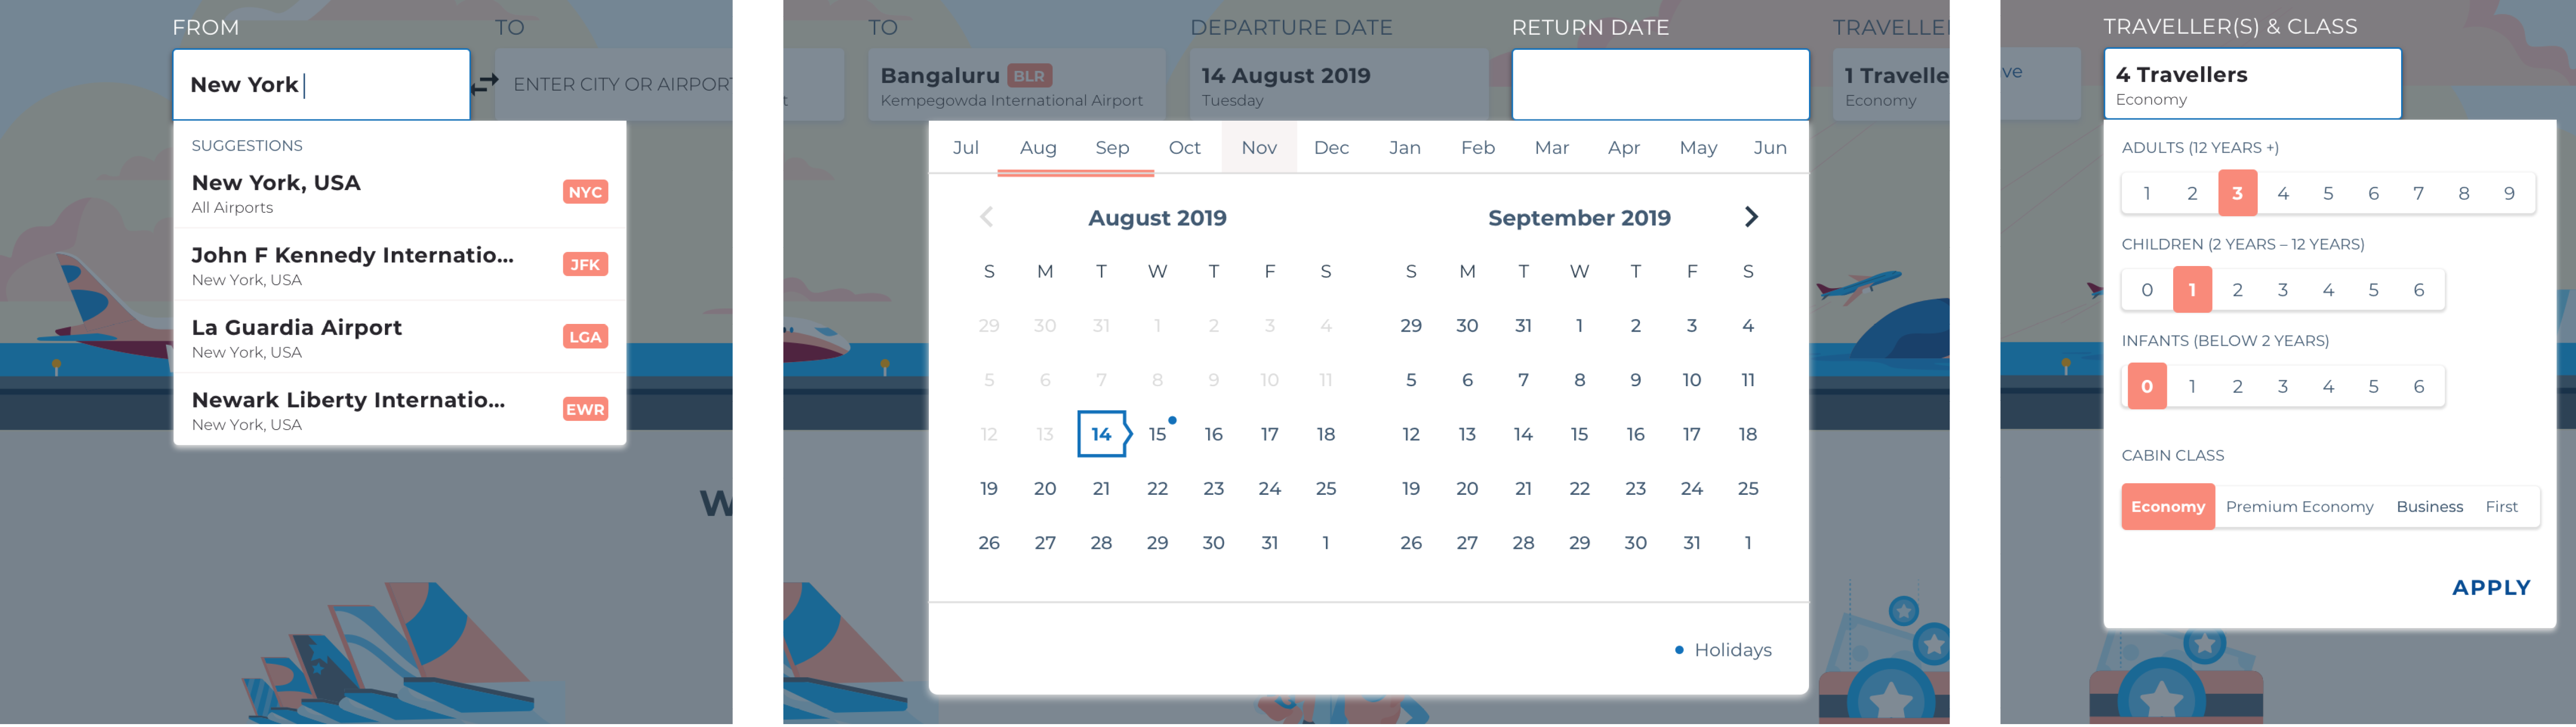 FROM
TO
New York
ENTER CITY OR AIRPOR
SUGGESTIONS
New York, USA
NYC
All Airports
John F Kennedy Internatio...
JFK
New York, USA
La Guardia Airport
LGA
New York, USA
Newark Liberty Internatio...
EWR
New York, USA
W
t
TO
DEPARTURE DATE
RETURN DATE
TRAVELLE
Bangaluru BLR
Kempegowda International Airport
14 August 2019
Tuesday
1 Travelle
Economy
Jul Aug Sep Oct Nov Dec Jan Feb Mar Apr May Jun
August 2019
S M T W T F S
29 30 31 1 2 3 4
5 6 7 8 9 10 11
12 13 14 15 16 17 18
19 20 21 22 23 24 25
26 27 28 29 30 31 1
September 2019
S M T W T F S
29 30 31 1 2 3 4
5 6 7 8 9 10 11
12 13 14 15 16 17 18
19 20 21 22 23 24 25
26 27 28 29 30 31 1
Holidays
ve
TRAVELLER(S) & CLASS
4 Travellers
Economy
ADULTS (12 YEARS +)
1 2 3 4 5 6 7 8 9
CHILDREN (2 YEARS – 12 YEARS)
0 1 2 3 4 5 6
INFANTS (BELOW 2 YEARS)
0 1 2 3 4 5 6
CABIN CLASS
Economy Premium Economy Business First
APPLY